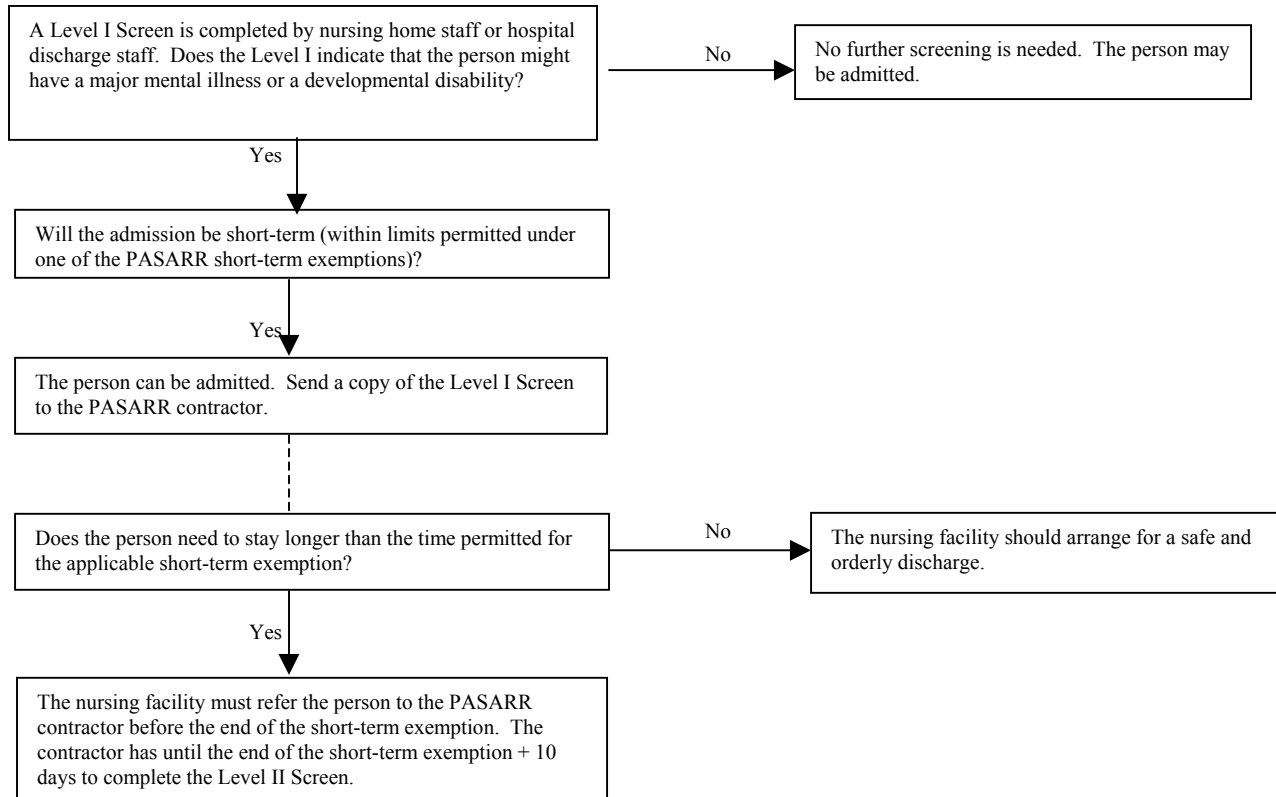 A Level I Screen is completed by nursing home staff or hospital
discharge staff.  Does the Level I indicate that the person might
have a major mental illness or a developmental disability?
No
No further screening is needed.  The person may
be admitted.
Yes
Will the admission be short-term (within limits permitted under
one of the PASARR short-term exemptions)?
Yes
The person can be admitted.  Send a copy of the Level I Screen
to the PASARR contractor.
Does the person need to stay longer than the time permitted for
the applicable short-term exemption?
No
The nursing facility should arrange for a safe and
orderly discharge.
Yes
The nursing facility must refer the person to the PASARR
contractor before the end of the short-term exemption.  The
contractor has until the end of the short-term exemption + 10
days to complete the Level II Screen.